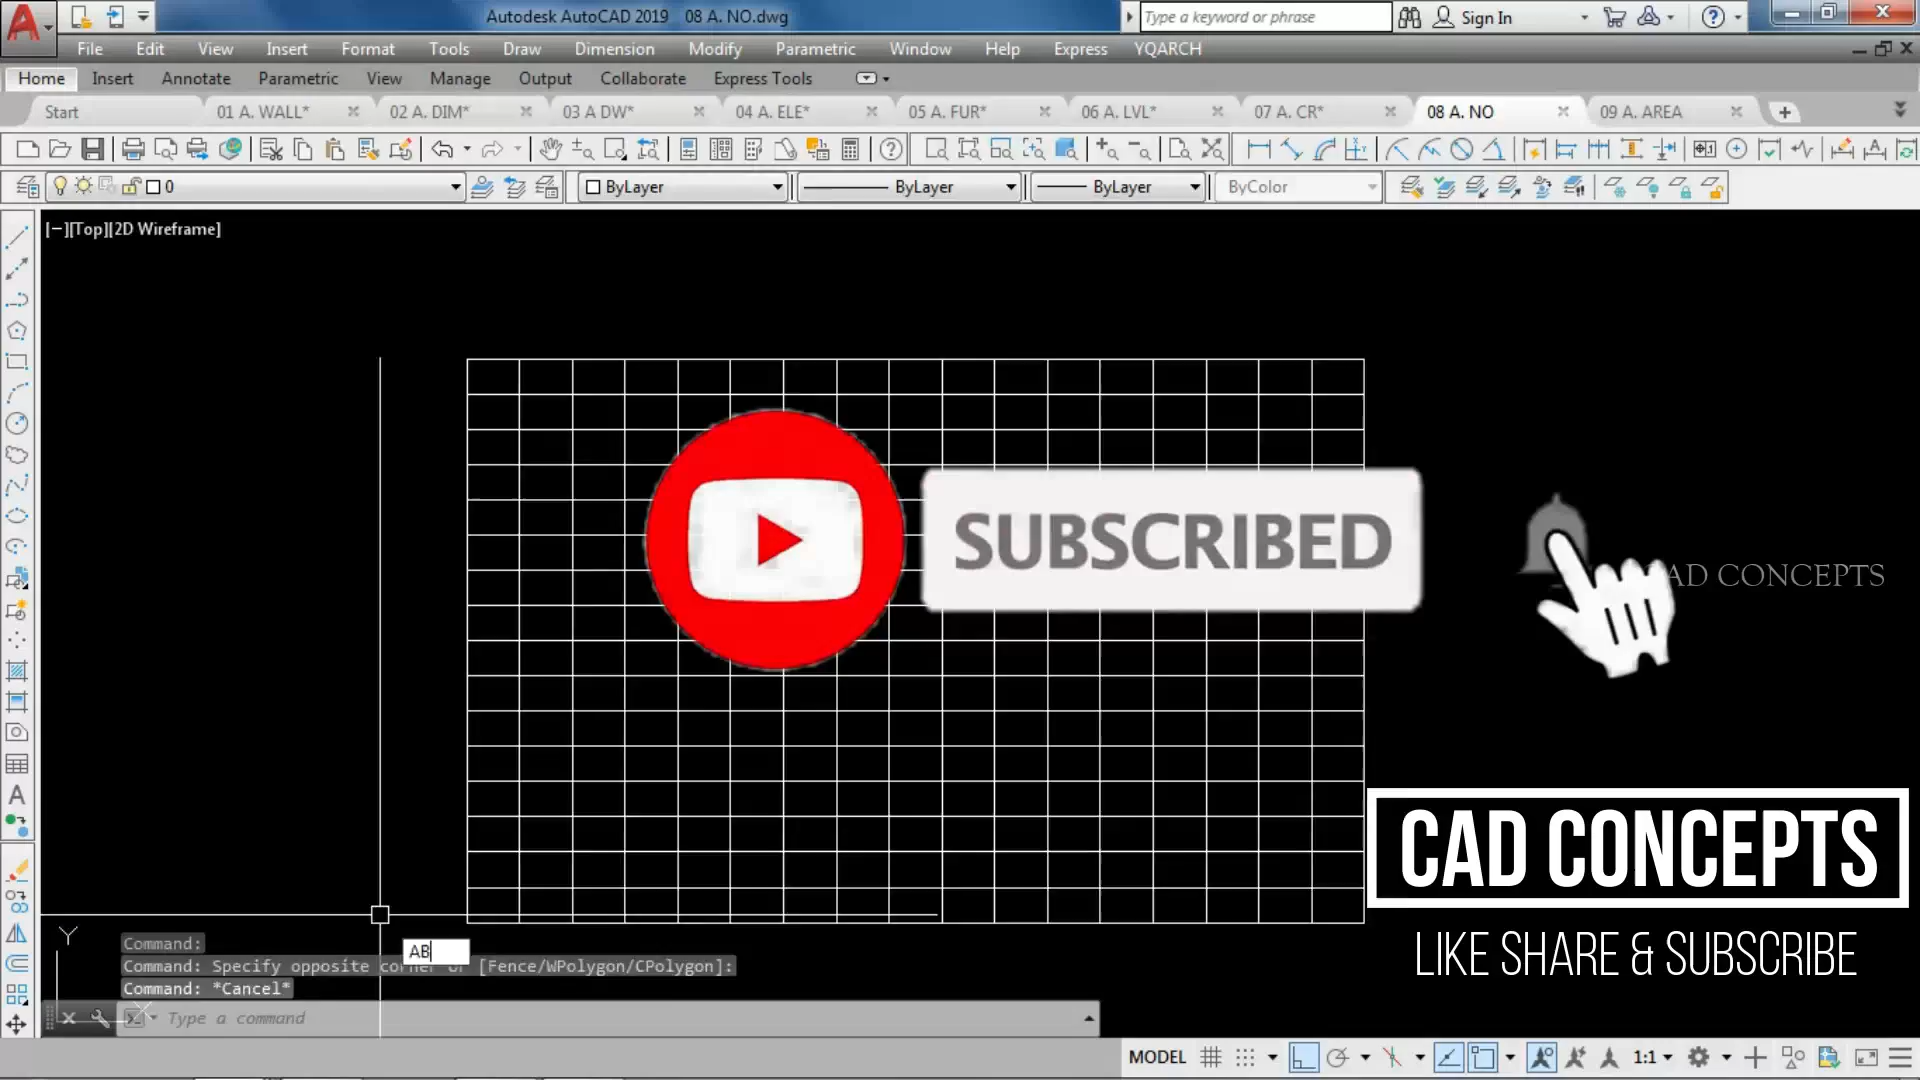 Autodesk AutoCAD 2019 08 A. NO.dwg
Type a keyword or phrase
Sign In
File Edit View Insert Format Tools Draw Dimension Modify Parametric Window Help Express YQARCH
Home Insert Annotate Parametric View Manage Output Collaborate Express Tools
Start 01 A. WALL* 02 A. DIM* 03 A DW* 04 A. ELE* 05 A. FUR* 06 A. LVL* 07 A. CR* 08 A. NO 09 A. AREA
0 ByLayer ByLayer ByLayer ByColor
[−][Top][2D Wireframe]
SUBSCRIBED
AD CONCEPTS
CAD CONCEPTS
LIKE SHARE & SUBSCRIBE
Y
Command:
AB
Command: Specify opposite corner or [Fence/WPolygon/CPolygon]:
Command: *Cancel*
Type a command
MODEL 1:1